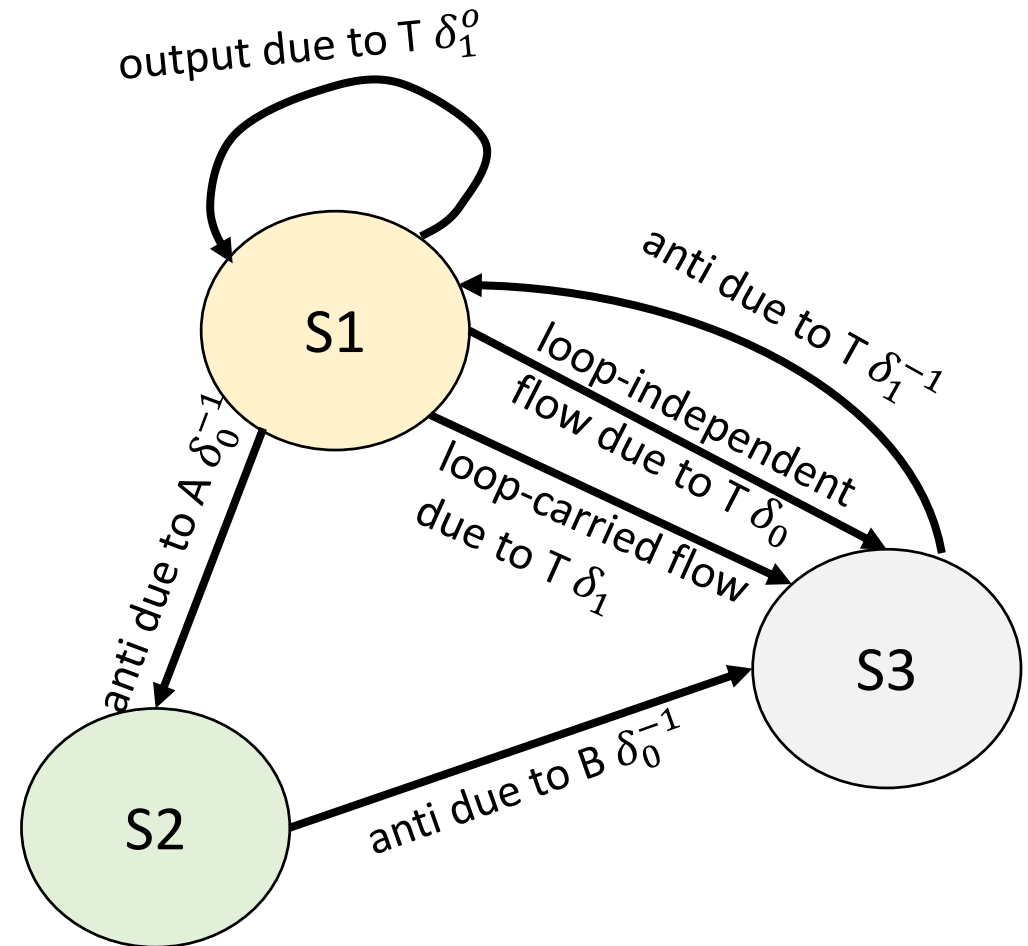 output due to T δ₁ᵒ
anti due to T δ₁⁻¹
S1
loop-independent
flow due to T δ₀
loop-carried flow
due to T δ₁
anti due to A δ₀⁻¹
S3
S2
anti due to B δ₀⁻¹